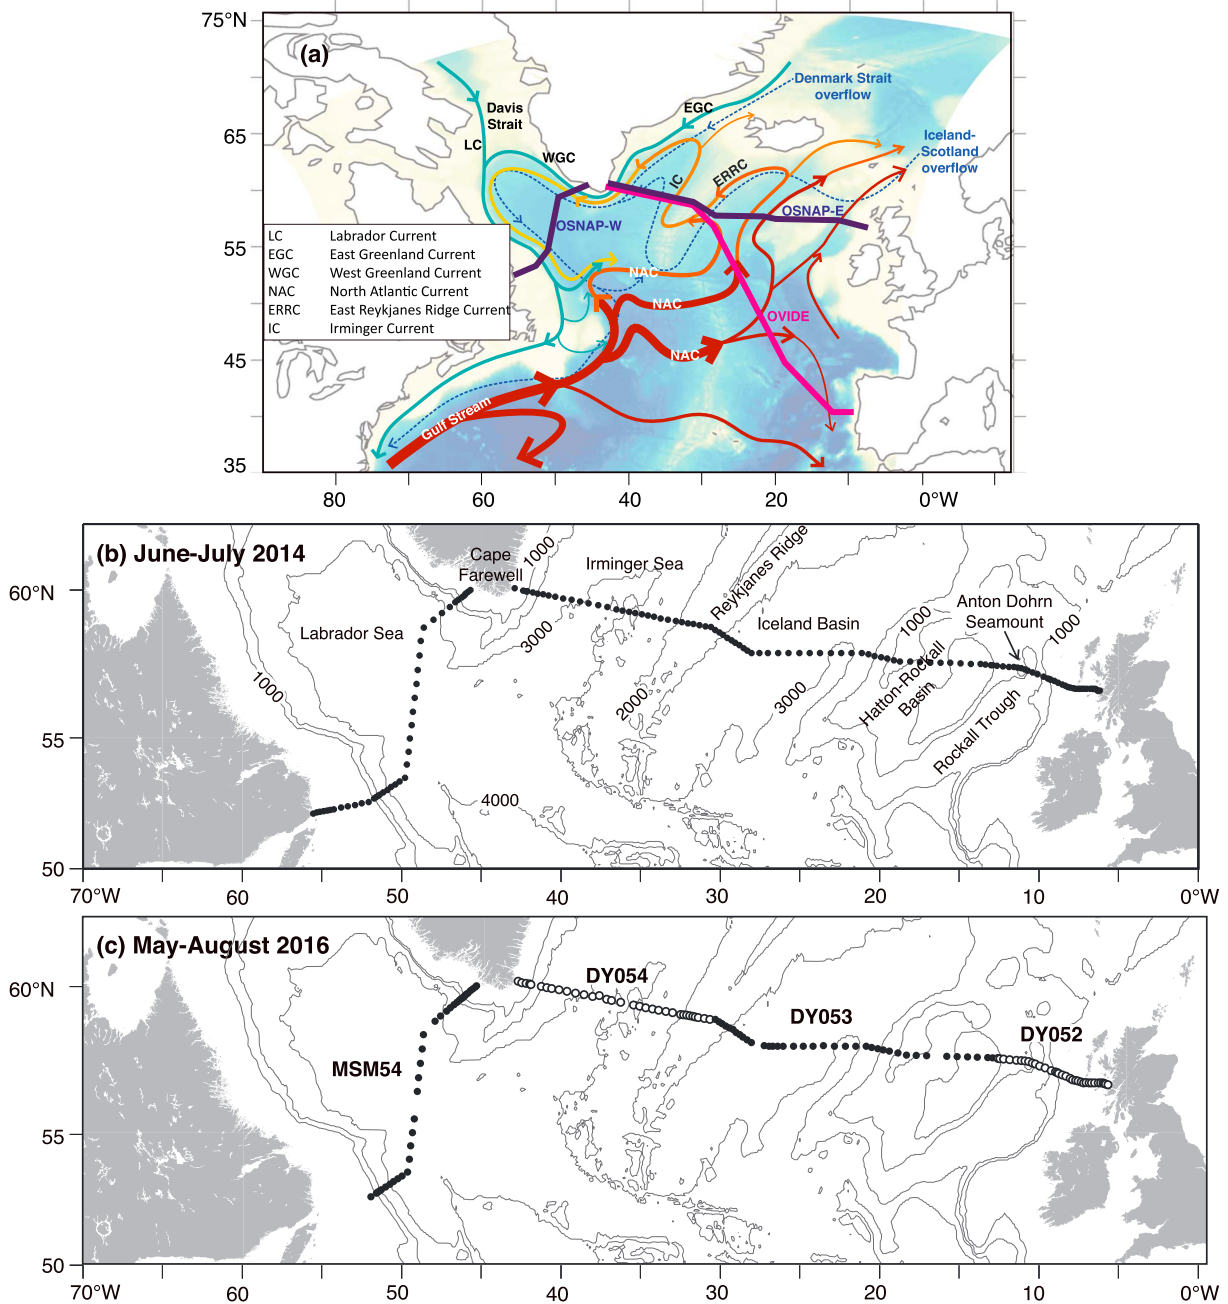 75°N
(a)
Denmark Strait
overflow
Davis
Strait
EGC
65
LC
WGC
Iceland-
Scotland
overflow
IC
ERRC
OSNAP-W
OSNAP-E
LC Labrador Current
EGC East Greenland Current
WGC West Greenland Current
NAC North Atlantic Current
ERRC East Reykjanes Ridge Current
IC Irminger Current
55
NAC
NAC
OVIDE
NAC
45
Gulf Stream
35
80 60 40 20 0°W
(b) June-July 2014
Cape
Farewell
1000
Irminger Sea
Reykjanes Ridge
60°N
Labrador Sea
3000
Iceland Basin
1000
Anton Dohrn
Seamount
1000
1000
2000
3000
Hatton-Rockall
Basin
Rockall Trough
55
4000
50
70°W 60 50 40 30 20 10 0°W
(c) May-August 2016
60°N
DY054
DY053
DY052
MSM54
55
50
70°W 60 50 40 30 20 10 0°W